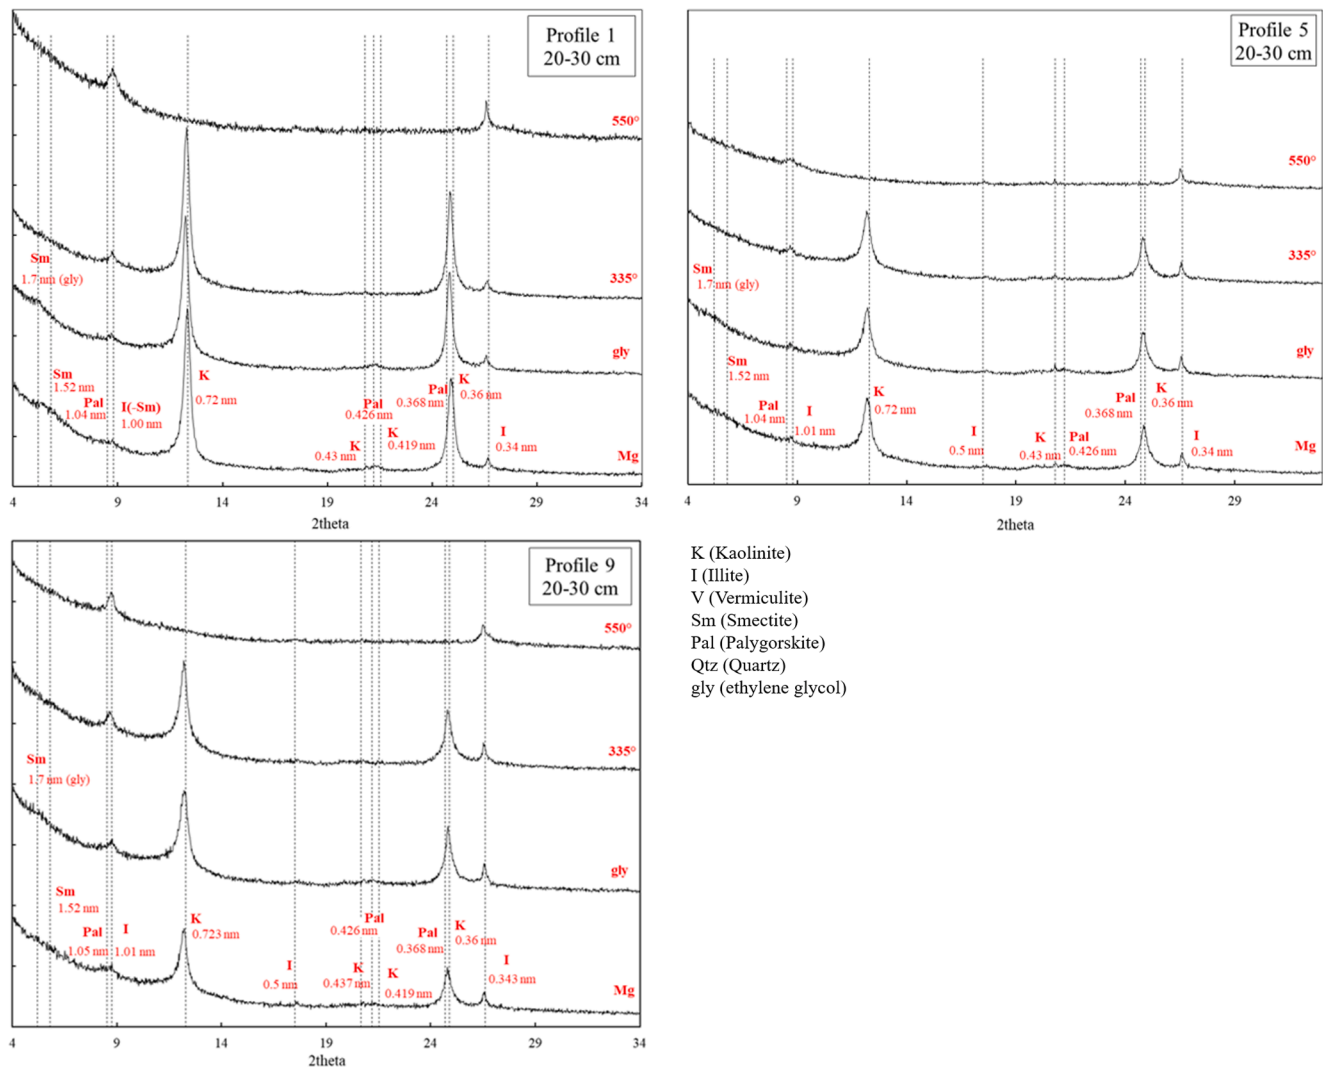 Profile 1
20-30 cm
550°
335°
Sm
1.7 nm (gly)
gly
Sm
1.52 nm
Pal
1.04 nm
I(-Sm)
1.00 nm
K
0.72 nm
Pal
0.426 nm
K
0.43 nm
K
0.419 nm
Pal
0.368 nm
K
0.36 nm
I
0.34 nm
Mg
4 9 14 19 24 29 34
2theta
Profile 5
20-30 cm
550°
335°
Sm
1.7 nm (gly)
gly
Sm
1.52 nm
Pal
1.04 nm
I
1.01 nm
K
0.72 nm
I
0.5 nm
K
0.43 nm
Pal
0.426 nm
Pal
0.368 nm
K
0.36 nm
I
0.34 nm
Mg
4 9 14 19 24 29
2theta
Profile 9
20-30 cm
550°
335°
Sm
1.7 nm (gly)
gly
Sm
1.52 nm
Pal
1.05 nm
I
1.01 nm
K
0.723 nm
I
0.5 nm
Pal
0.426 nm
K
0.437 nm
K
0.419 nm
Pal
0.368 nm
K
0.36 nm
I
0.343 nm
Mg
4 9 14 19 24 29 34
2theta
K (Kaolinite)
I (Illite)
V (Vermiculite)
Sm (Smectite)
Pal (Palygorskite)
Qtz (Quartz)
gly (ethylene glycol)